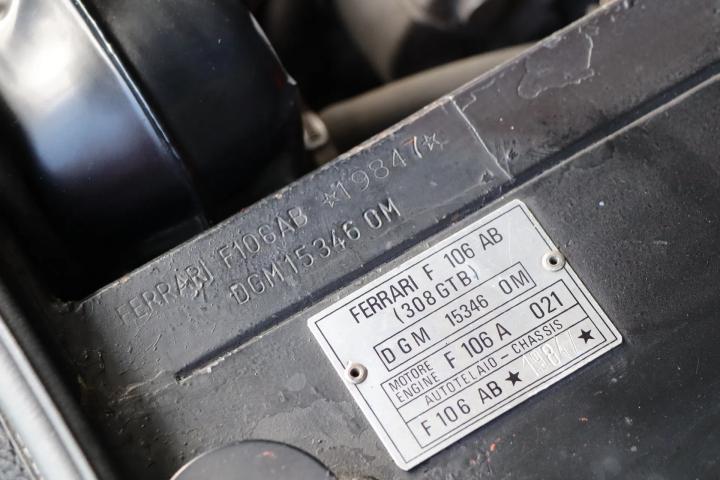 FERRARI F106AB ☆19847☆
DGM15346 OM
FERRARI F 106 AB
(308 GTB)
DGM 15346 OM
MOTORE
ENGINE F 106 A 021
AUTOTELAIO - CHASSIS
F 106 AB ★ 19847 ★